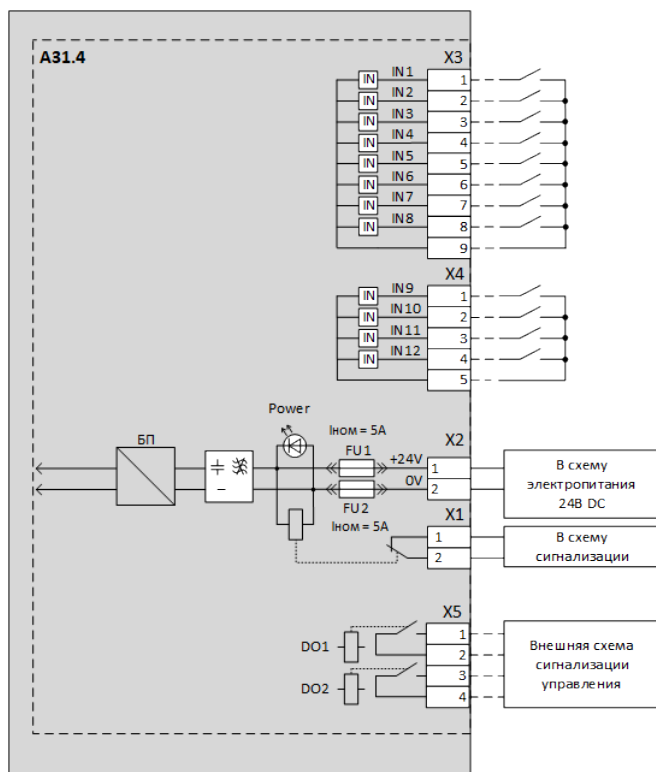 A31.4
X3
IN
IN1
1
IN
IN2
2
IN
IN3
3
IN
IN4
4
IN
IN5
5
IN
IN6
6
IN
IN7
7
IN
IN8
8
9
X4
IN
IN9
1
IN
IN10
2
IN
IN11
3
IN
IN12
4
5
Power
Iном = 5А
БП
FU1
+24V
X2
1
0V
2
FU2
Iном = 5А
В схему
электропитания
24В DC
X1
1
2
В схему
сигнализации
X5
DO1
1
2
DO2
3
4
Внешняя схема
сигнализации
управления